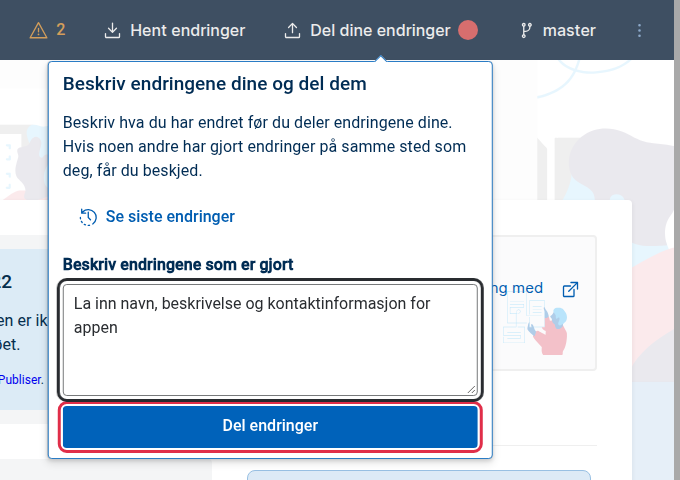 2 Hent endringer Del dine endringer master
Beskriv endringene dine og del dem
Beskriv hva du har endret før du deler endringene dine.
Hvis noen andre har gjort endringer på samme sted som
deg, får du beskjed.
Se siste endringer
Beskriv endringene som er gjort
La inn navn, beskrivelse og kontaktinformasjon for
appen
Del endringer
2
en er ik
et.
Publiser.
ng med